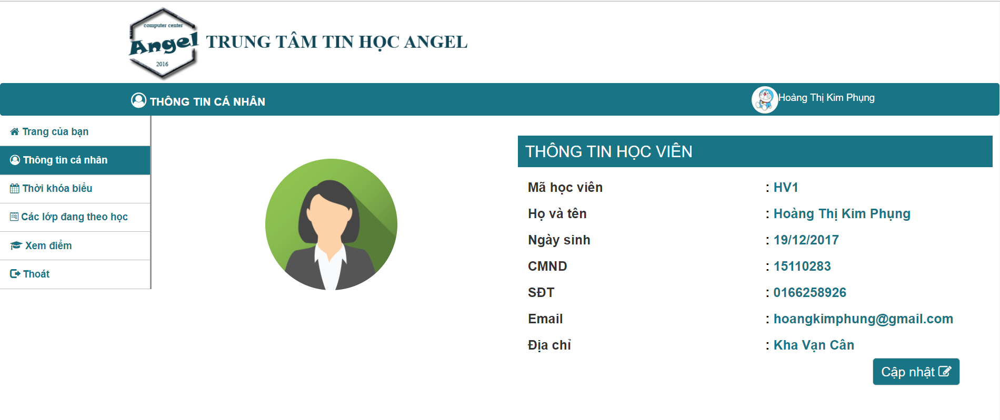 computer center
Angel
2016
TRUNG TÂM TIN HỌC ANGEL
THÔNG TIN CÁ NHÂN
Hoàng Thị Kim Phụng
Trang của bạn
Thông tin cá nhân
Thời khóa biểu
Các lớp đang theo học
Xem điểm
Thoát
THÔNG TIN HỌC VIÊN
Mã học viên : HV1
Họ và tên : Hoàng Thị Kim Phụng
Ngày sinh : 19/12/2017
CMND : 15110283
SĐT : 0166258926
Email : hoangkimphung@gmail.com
Địa chỉ : Kha Vạn Cân
Cập nhật